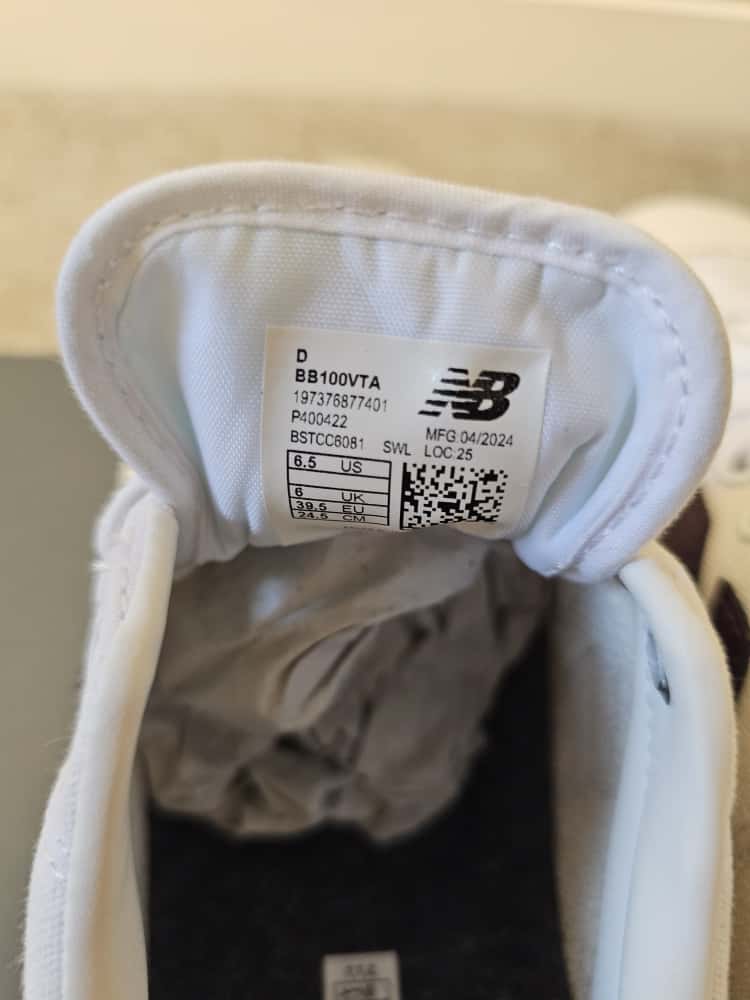 D
BB100VTA
197376877401
P400422
BSTCC6081
SWL
NB
MFG:04/2024
LOC:25
6.5 US
6 UK
39.5 EU
24.5 CM